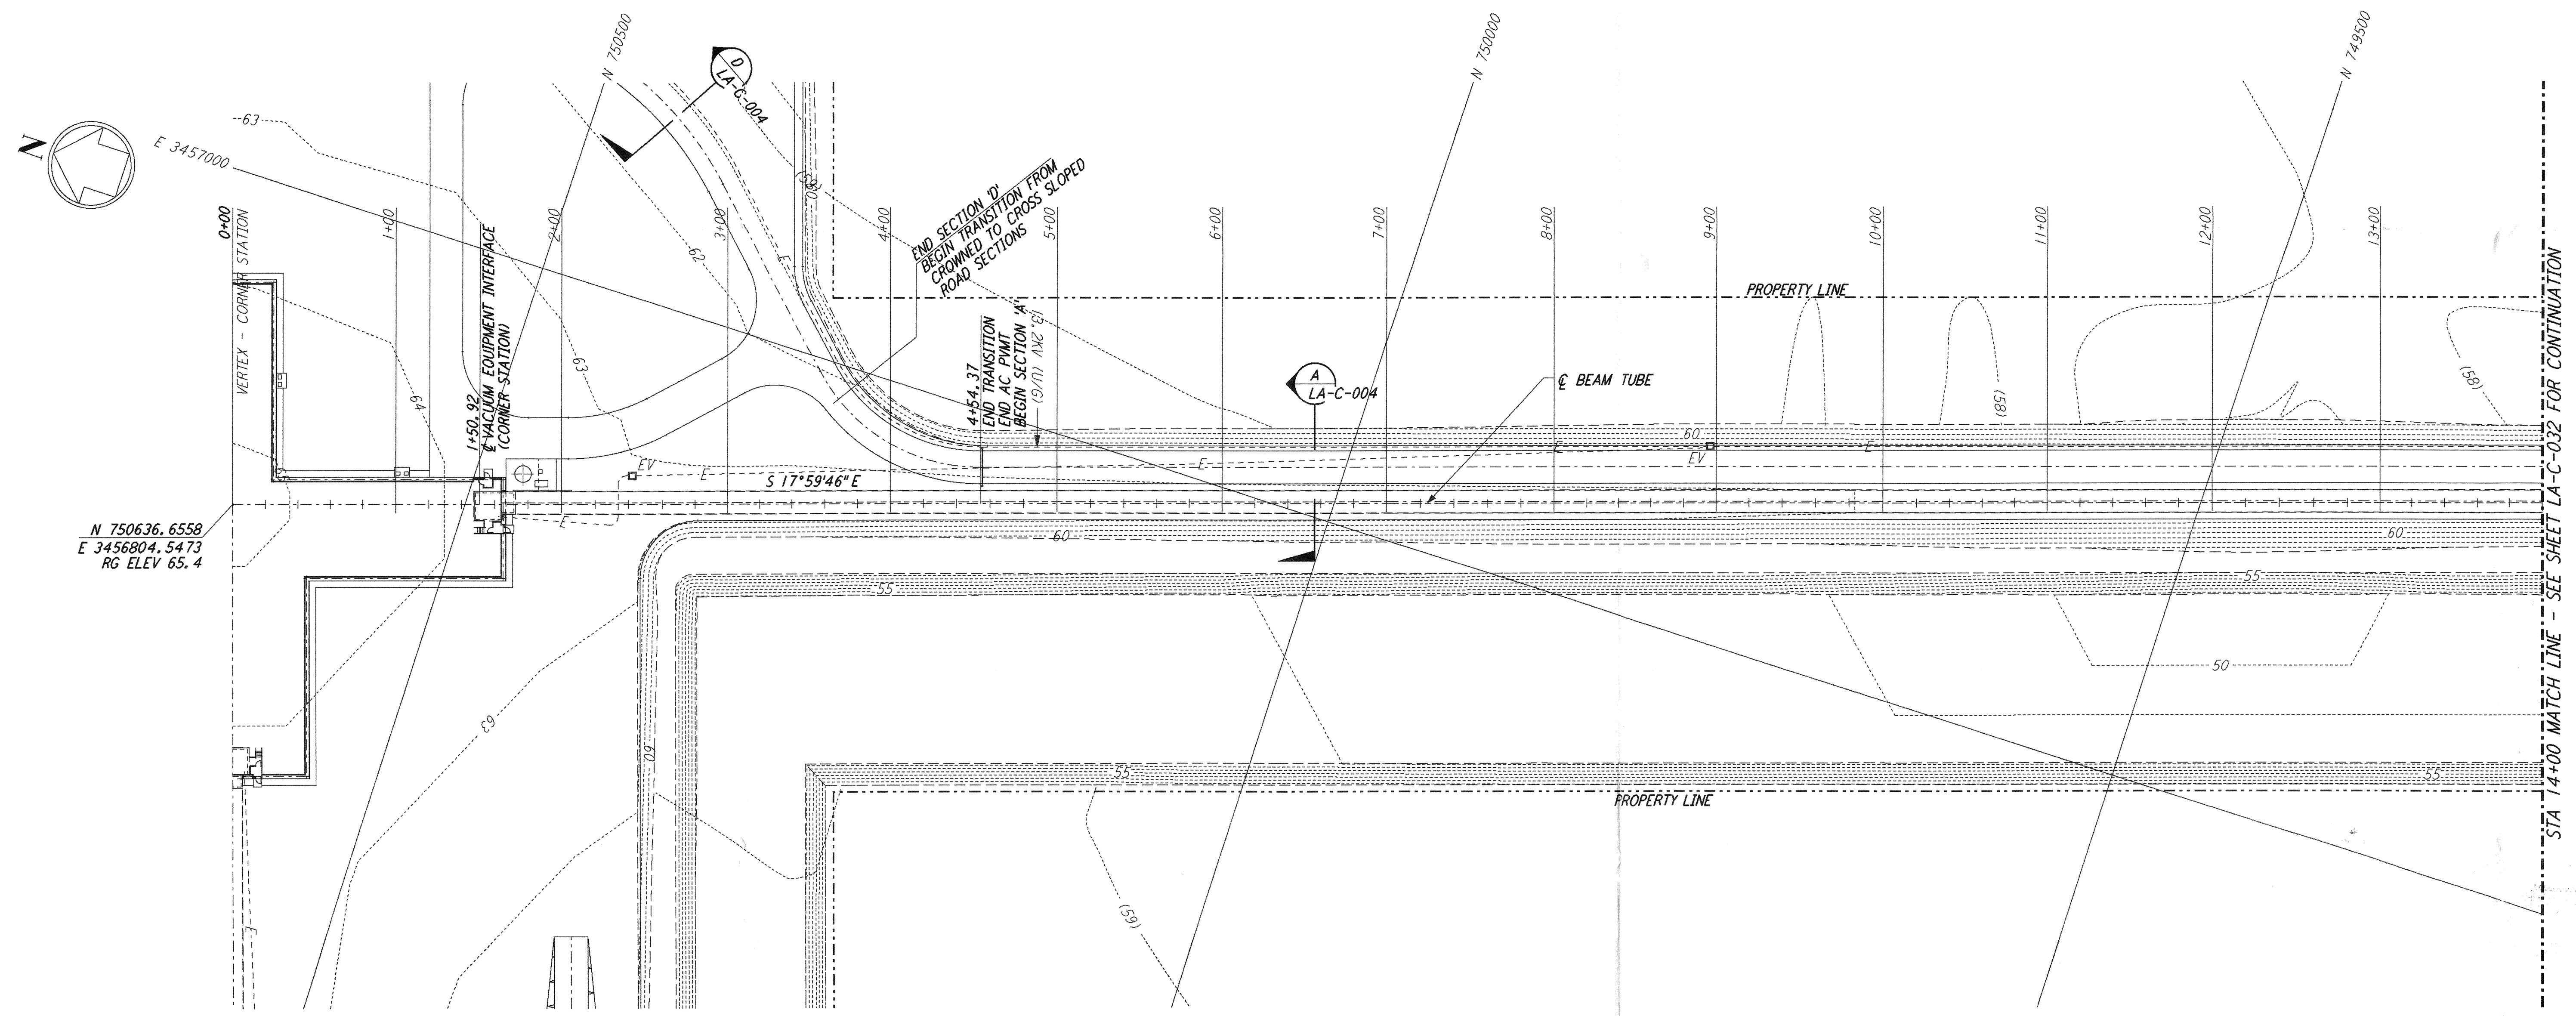 N 750500
N 750000
N 749500
D
LA-C-004
N
--63
E 3457000
(59)
60
0+00
VERTEX - CORNER STATION
1+00
2+00
3+00
4+00
5+00
6+00
7+00
8+00
9+00
10+00
11+00
12+00
13+00
END SECTION 'D'
BEGIN TRANSITION FROM
CROWNED TO CROSS SLOPED
ROAD SECTIONS
62
E
PROPERTY LINE
63
64
1+50.92
℄ VACUUM EQUIPMENT INTERFACE
(CORNER STATION)
4+54.37
END TRANSITION
END AC PVMT
BEGIN SECTION 'A'
13.2KV (U/G)
A
LA-C-004
℄ BEAM TUBE
(58)
(58)
60
E
E
EV
EV
E
E
S 17°59'46" E
E
N 750636.6558
E 3456804.5473
RG ELEV 65.4
60
60
55
55
50
63
60
55
55
PROPERTY LINE
(59)
E
STA 14+00 MATCH LINE - SEE SHEET LA-C-032 FOR CONTINUATION